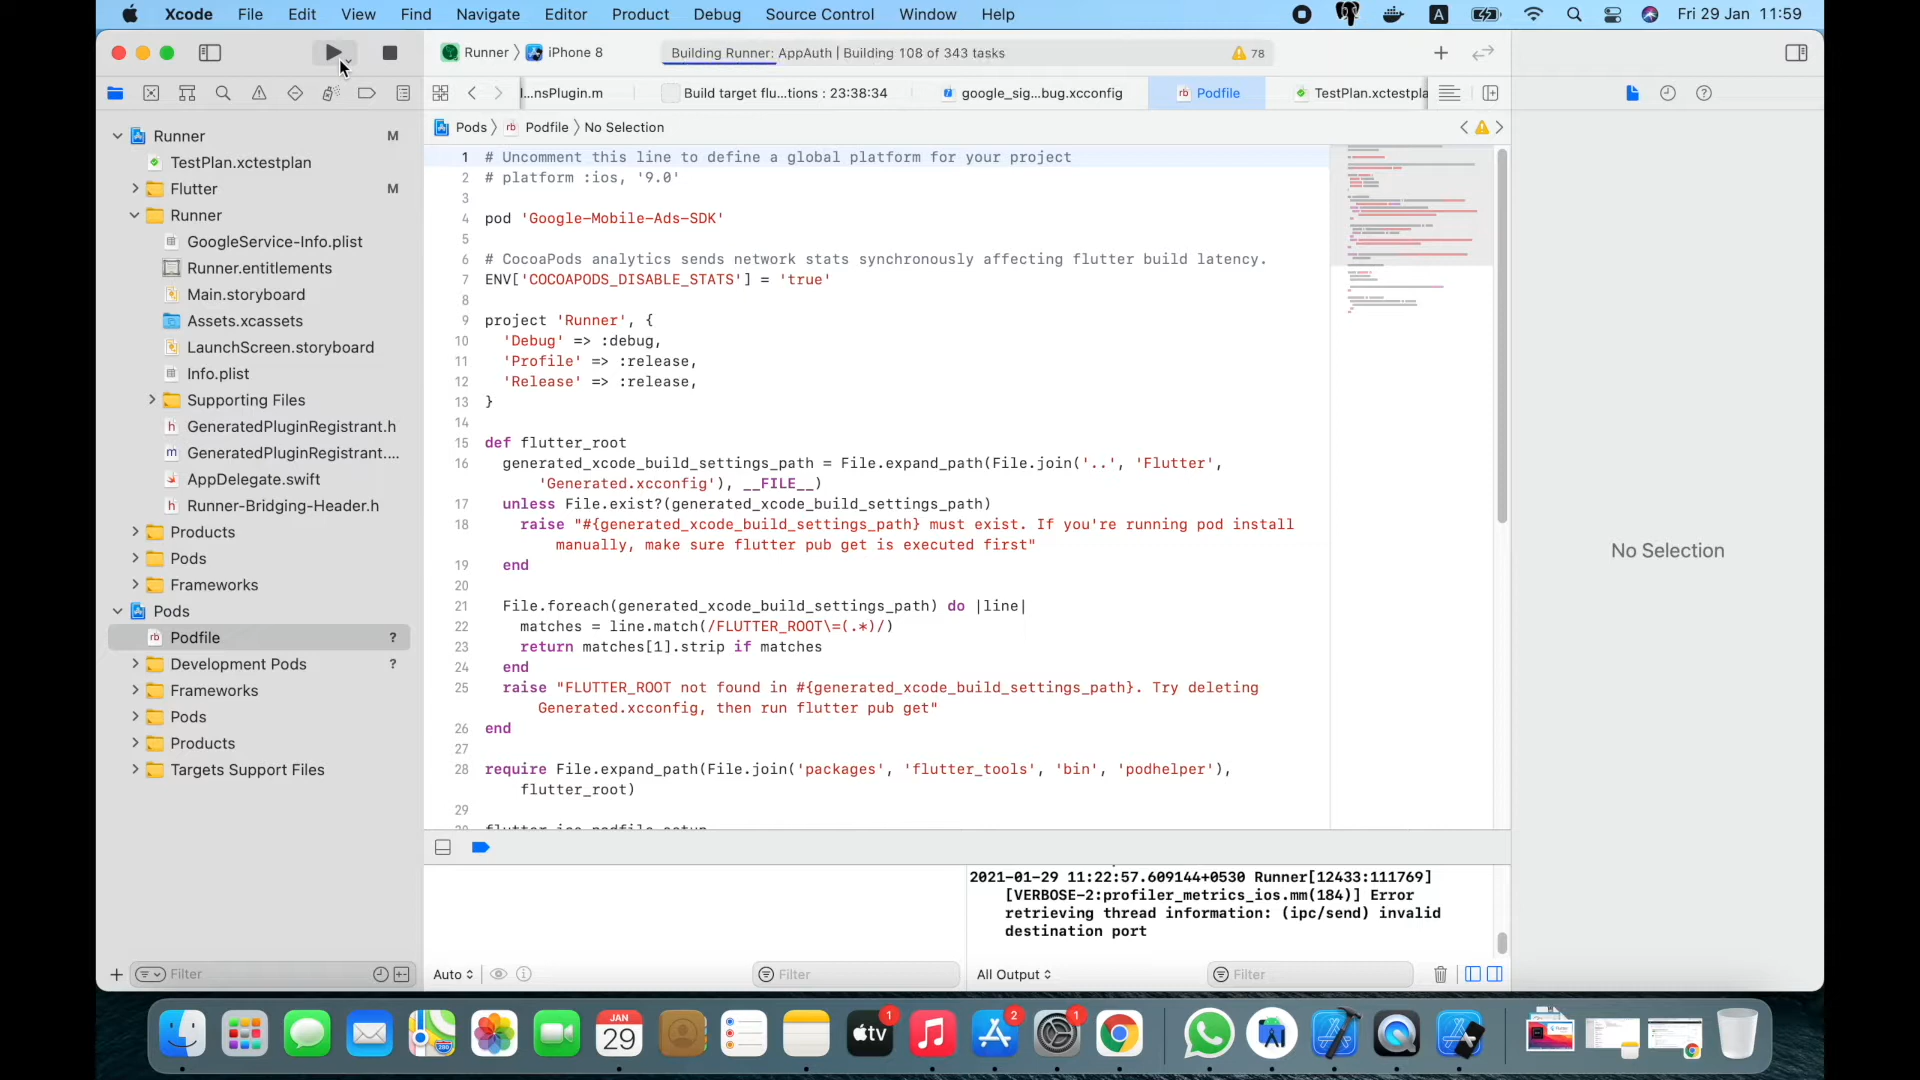 Xcode File Edit View Find Navigate Editor Product Debug Source Control Window Help A Fri 29 Jan 11:59
Runner iPhone 8 Building Runner: AppAuth | Building 108 of 343 tasks 78
l...nsPlugin.m Build target flu...tions : 23:38:34 google_sig...bug.xcconfig rb Podfile TestPlan.xctestpla
Pods rb Podfile No Selection
Runner M
TestPlan.xctestplan
Flutter M
Runner
GoogleService-Info.plist
Runner.entitlements
Main.storyboard
Assets.xcassets
LaunchScreen.storyboard
Info.plist
Supporting Files
h GeneratedPluginRegistrant.h
m GeneratedPluginRegistrant....
AppDelegate.swift
h Runner-Bridging-Header.h
Products
Pods
Frameworks
Pods
rb Podfile ?
Development Pods ?
Frameworks
Pods
Products
Targets Support Files
Filter
1 # Uncomment this line to define a global platform for your project
2 # platform :ios, '9.0'
3
4 pod 'Google-Mobile-Ads-SDK'
5
6 # CocoaPods analytics sends network stats synchronously affecting flutter build latency.
7 ENV['COCOAPODS_DISABLE_STATS'] = 'true'
8
9 project 'Runner', {
10 'Debug' => :debug,
11 'Profile' => :release,
12 'Release' => :release,
13 }
14
15 def flutter_root
16 generated_xcode_build_settings_path = File.expand_path(File.join('..', 'Flutter',
'Generated.xcconfig'), __FILE__)
17 unless File.exist?(generated_xcode_build_settings_path)
18 raise "#{generated_xcode_build_settings_path} must exist. If you're running pod install
manually, make sure flutter pub get is executed first"
19 end
20
21 File.foreach(generated_xcode_build_settings_path) do |line|
22 matches = line.match(/FLUTTER_ROOT\=(.*)/)
23 return matches[1].strip if matches
24 end
25 raise "FLUTTER_ROOT not found in #{generated_xcode_build_settings_path}. Try deleting
Generated.xcconfig, then run flutter pub get"
26 end
27
28 require File.expand_path(File.join('packages', 'flutter_tools', 'bin', 'podhelper'),
flutter_root)
29
30 flutter_ios_podfile_setup
No Selection
2021-01-29 11:22:57.609144+0530 Runner[12433:111769]
[VERBOSE-2:profiler_metrics_ios.mm(184)] Error
retrieving thread information: (ipc/send) invalid
destination port
Auto Filter All Output Filter
JAN
29
tv
1
2
1